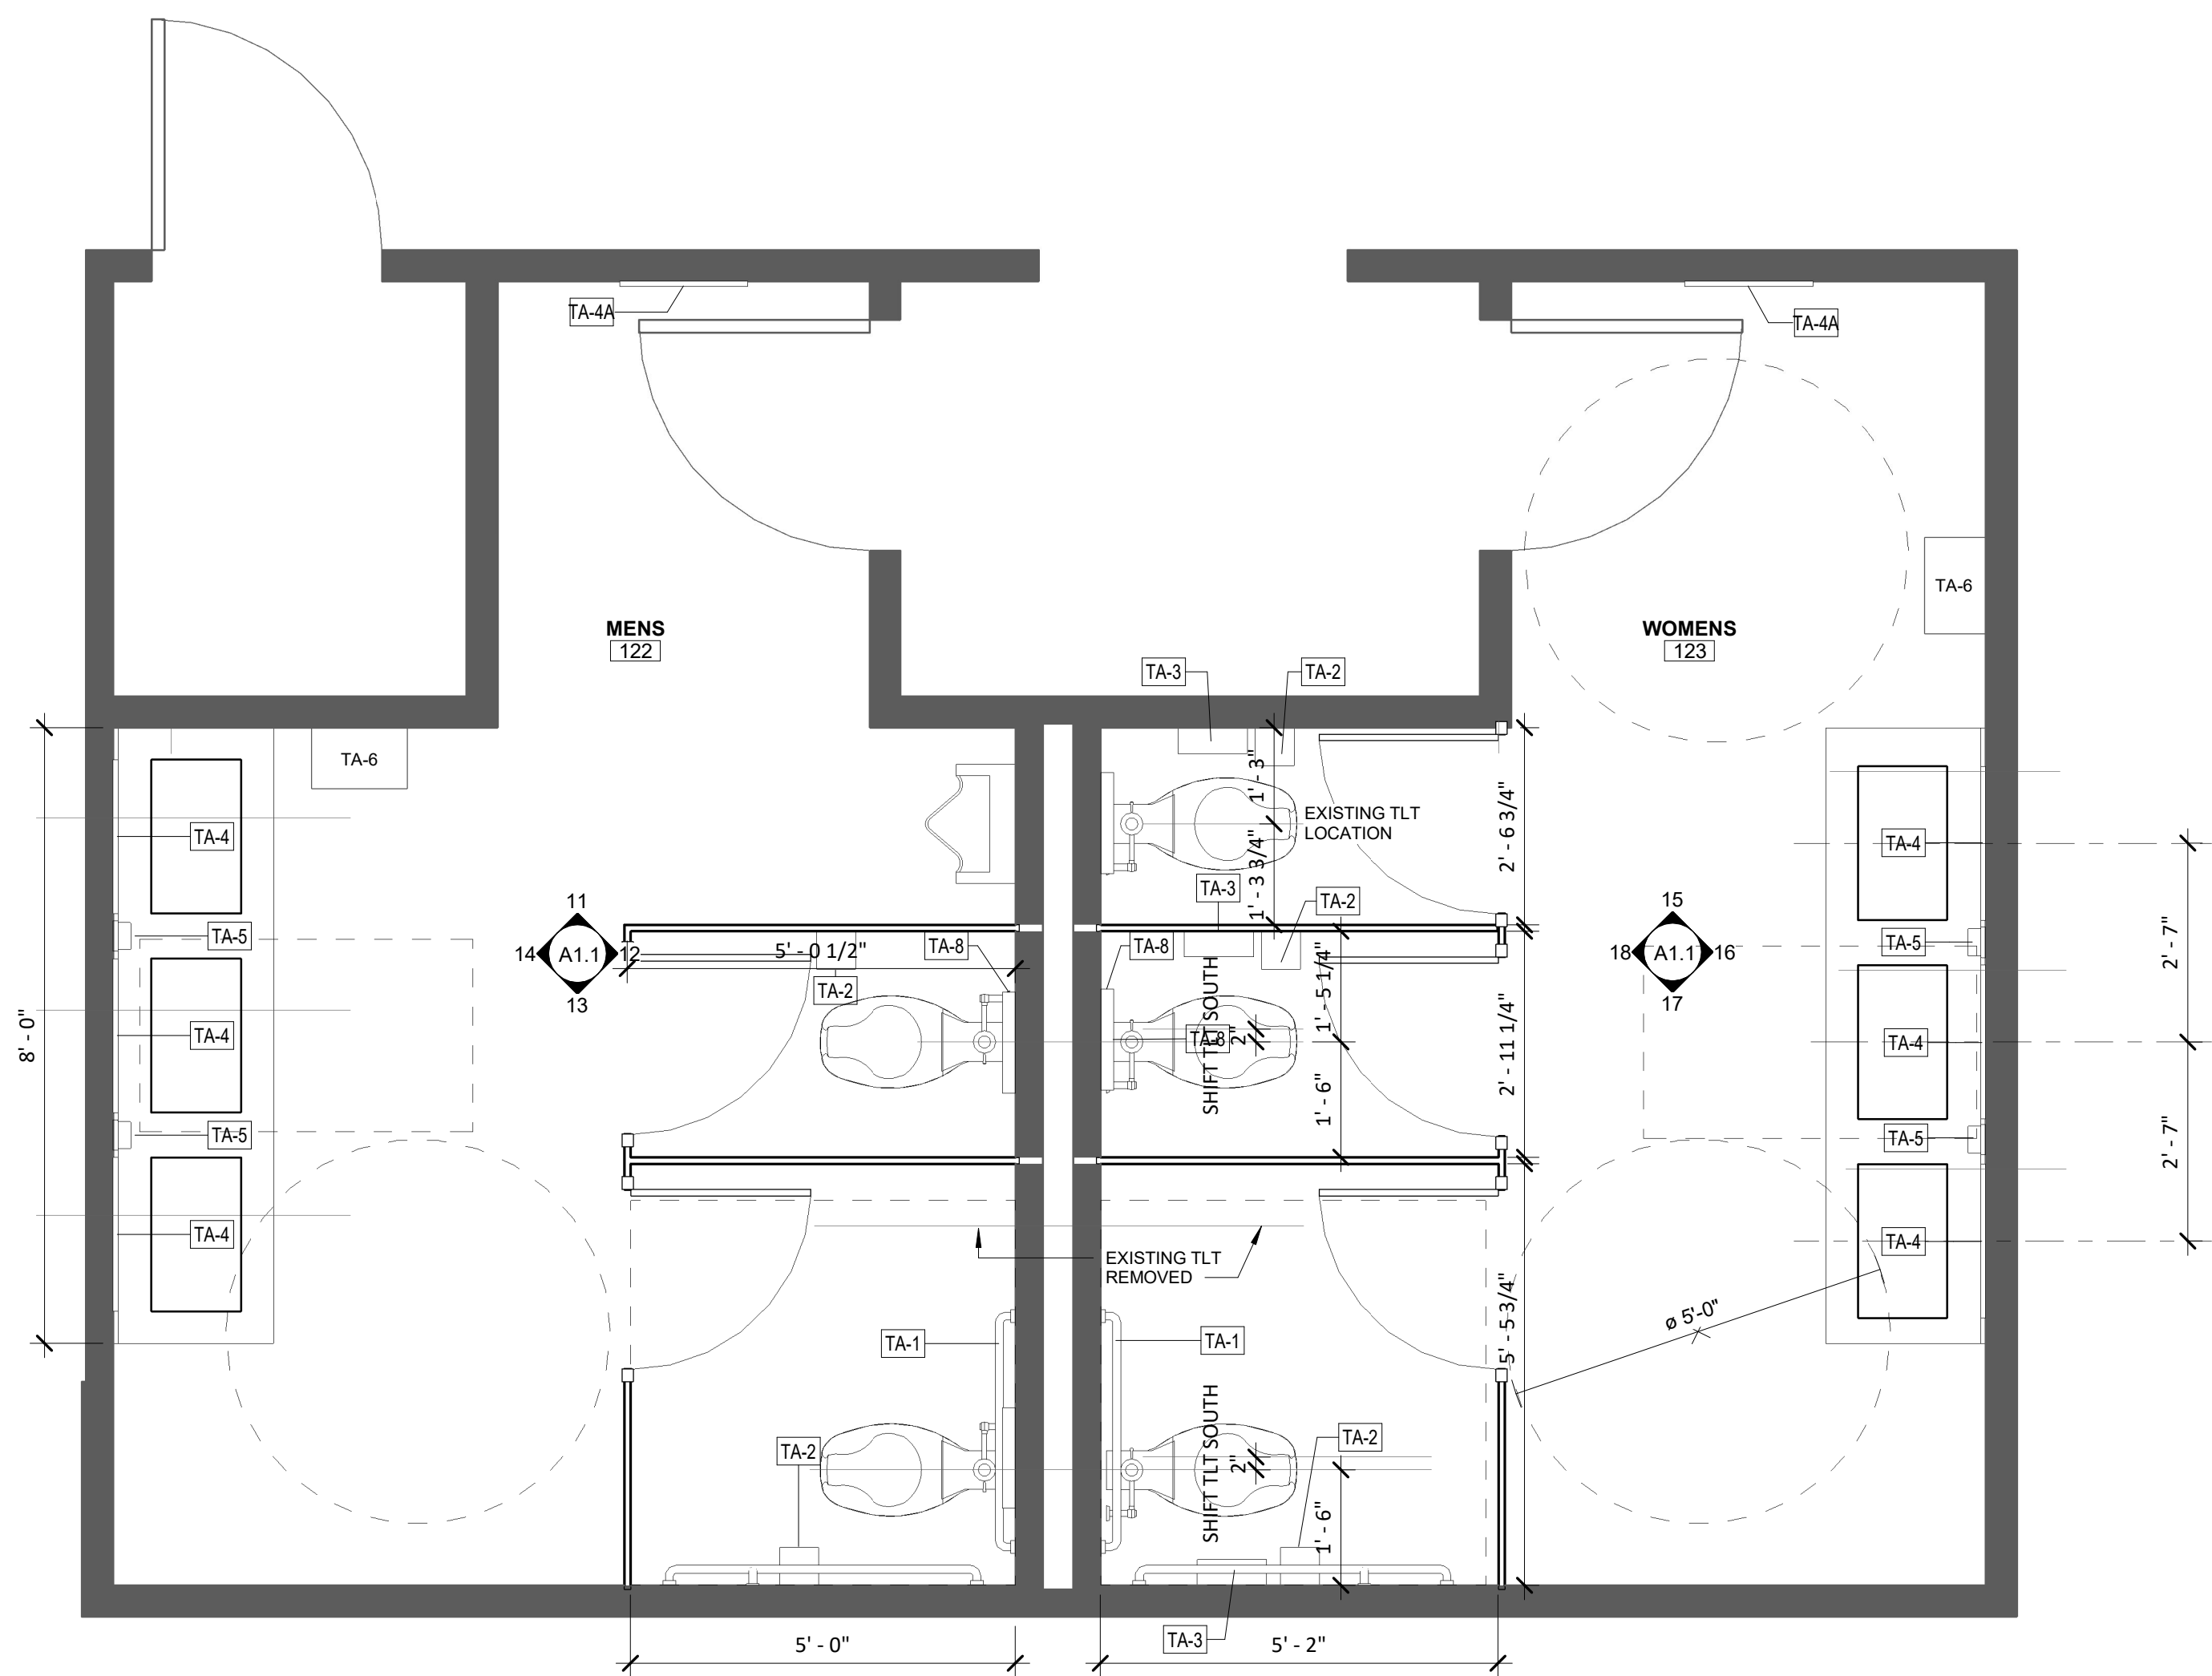 TA-4A
TA-4A
TA-6
MENS
122
WOMENS
123
TA-3
TA-2
TA-6
1' - 3"
2' - 6 3/4"
EXISTING TLT
LOCATION
TA-4
TA-4
1' - 3 3/4"
TA-3
TA-2
11
14
A1.1
12
13
TA-5
5' - 0 1/2"
TA-8
TA-8
TA-2
15
18
A1.1
16
17
TA-5
2' - 7"
8' - 0"
TA-4
SHIFT TLT SOUTH
TA-8
2"
1' - 5 1/4"
1' - 6"
2' - 11 1/4"
TA-4
TA-5
TA-5
2' - 7"
TA-4
TA-4
EXISTING TLT
REMOVED
TA-1
TA-1
5' - 5 3/4"
ø 5'-0"
SHIFT TLT SOUTH
2"
TA-2
TA-2
1' - 6"
5' - 0"
TA-3
5' - 2"